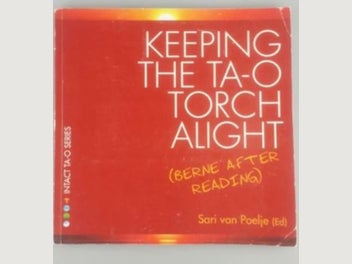 KEEPING
THE TA-O
TORCH
ALIGHT
(BERNE AFTER
READING)
Sari van Poelje (Ed)
INTACT TA-O SERIES